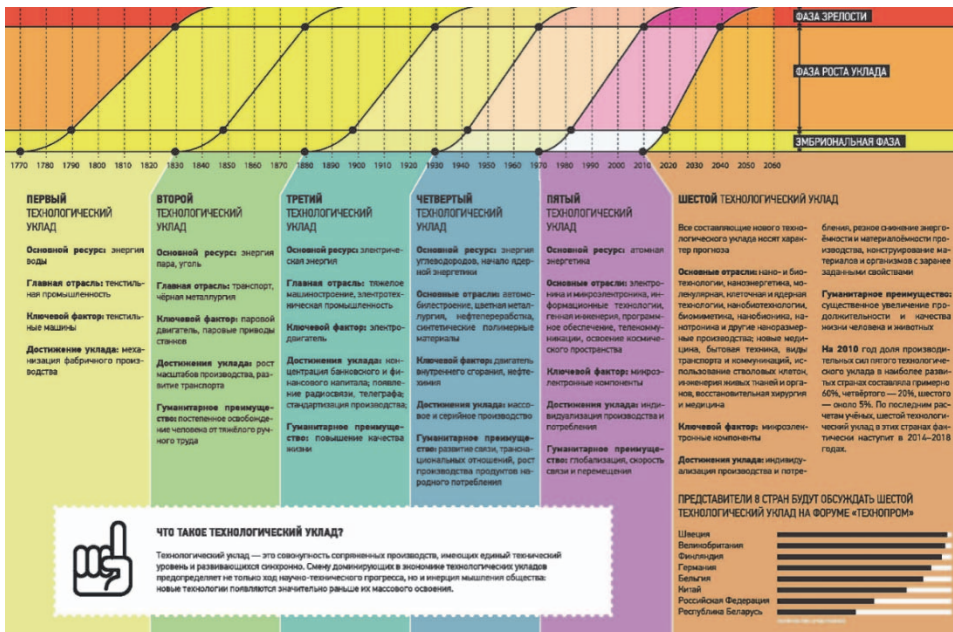 ФАЗА ЗРЕЛОСТИ
ФАЗА РОСТА УКЛАДА
ЭМБРИОНАЛЬНАЯ ФАЗА
1770 1780 1790 1800 1810 1820 1830 1840 1850 1860 1870 1880 1890 1900 1910 1920 1930 1940 1950 1960 1970 1980 1990 2000 2010 2020 2030 2040 2050 2060
ПЕРВЫЙ
ТЕХНОЛОГИЧЕСКИЙ
УКЛАД
Основной ресурс: энергия
воды
Главная отрасль: текстиль-
ная промышленность
Ключевой фактор: текстиль-
ные машины
Достижение уклада: меха-
низация фабричного произ-
водства
ВТОРОЙ
ТЕХНОЛОГИЧЕСКИЙ
УКЛАД
Основной ресурс: энергия
пара, уголь
Главная отрасль: транспорт,
чёрная металлургия
Ключевой фактор: паровой
двигатель, паровые приводы
станков
Достижение уклада: рост
масштабов производства, раз-
витие транспорта
Гуманитарное преимуще-
ство: постепенное освобожде-
ние человека от тяжёлого руч-
ного труда
ТРЕТИЙ
ТЕХНОЛОГИЧЕСКИЙ
УКЛАД
Основной ресурс: электриче-
ская энергия
Главная отрасль: тяжелое
машиностроение, электротех-
ническая промышленность
Ключевой фактор: электро-
двигатель
Достижения уклада: кон-
центрация банковского и фи-
нансового капитала; появле-
ние радиосвязи, телеграфа;
стандартизация производства;
Гуманитарное преимуще-
ство: повышение качества
жизни
ЧЕТВЕРТЫЙ
ТЕХНОЛОГИЧЕСКИЙ
УКЛАД
Основной ресурс: энергия
углеводородов, начало ядер-
ной энергетики
Основные отрасли: автомо-
билестроение, цветная метал-
лургия, нефтепереработка,
синтетические полимерные
материалы
Ключевой фактор: двигатель
внутреннего сгорания, нефте-
химия
Достижения уклада: массо-
вое и серийное производство
Гуманитарное преимуще-
ство: развитие связи, трансна-
циональных отношений, рост
производства продуктов на-
родного потребления
ПЯТЫЙ
ТЕХНОЛОГИЧЕСКИЙ
УКЛАД
Основной ресурс: атомная
энергетика
Основные отрасли: электро-
ника и микроэлектроника, ин-
формационные технологии,
генная инженерия, программ-
ное обеспечение, телекомму-
никации, освоение космиче-
ского пространства
Ключевой фактор: микроэ-
лектронные компоненты
Достижения уклада: инди-
видуализация производства и
потребления
Гуманитарное преимуще-
ство: глобализация, скорость
связи и перемещения
ШЕСТОЙ ТЕХНОЛОГИЧЕСКИЙ УКЛАД
Все составляющие нового техно-
логического уклада носят харак-
тер прогноза
Основные отрасли: нано- и био-
технологии, наноэнергетика, мо-
лекулярная, клеточная и ядерная
технологии, нанобиотехнологии,
биомиметика, нанобионика, на-
нотроника и другие наноразмер-
ные производства; новые меди-
цина, бытовая техника, виды
транспорта и коммуникаций, ис-
пользование стволовых клеток,
инженерия живых тканей и орга-
нов, восстановительная хирургия
и медицина
Ключевой фактор: микроэлек-
тронные компоненты
Достижения уклада: индивиду-
ализация производства и потре-
бления, резкое снижение энерго-
ёмкости и материалоёмкости про-
изводства, конструирование ма-
териалов и организмов с заранее
заданными свойствами
Гуманитарное преимущество:
существенное увеличение про-
должительности и качества
жизни человека и животных
На 2010 год доля производи-
тельных сил пятого техногиче-
ского уклада в наиболее разви-
тых странах составляла примерно
60%, четвёртого — 20%, шестого
— около 5%. По последним рас-
четам учёных, шестой технологи-
ческий уклад в этих странах фак-
тически наступит в 2014–2018
годах.
ЧТО ТАКОЕ ТЕХНОЛОГИЧЕСКИЙ УКЛАД?
Технологический уклад — это совокупность сопряженных производств, имеющих единый технический
уровень и развивающихся синхронно. Смену доминирующих в экономике технологических укладов
предопределяет не только ход научно-технического прогресса, но и инерция мышления общества:
новые технологии появляются значительно раньше их массового освоения.
ПРЕДСТАВИТЕЛИ 8 СТРАН БУДУТ ОБСУЖДАТЬ ШЕСТОЙ
ТЕХНОЛОГИЧЕСКИЙ УКЛАД НА ФОРУМЕ «ТЕХНОПРОМ»
Швеция
Великобритания
Финляндия
Германия
Бельгия
Китай
Российская Федерация
Республика Беларусь